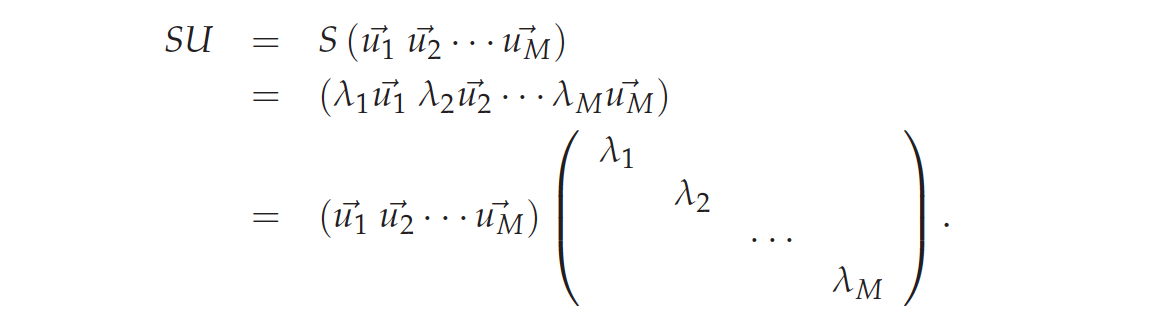 SU = S (u⃗₁ u⃗₂ ⋯ u⃗_M)
= (λ₁u⃗₁ λ₂u⃗₂ ⋯ λ_M u⃗_M)
= (u⃗₁ u⃗₂ ⋯ u⃗_M) ( λ₁
λ₂
⋯
λ_M ) .